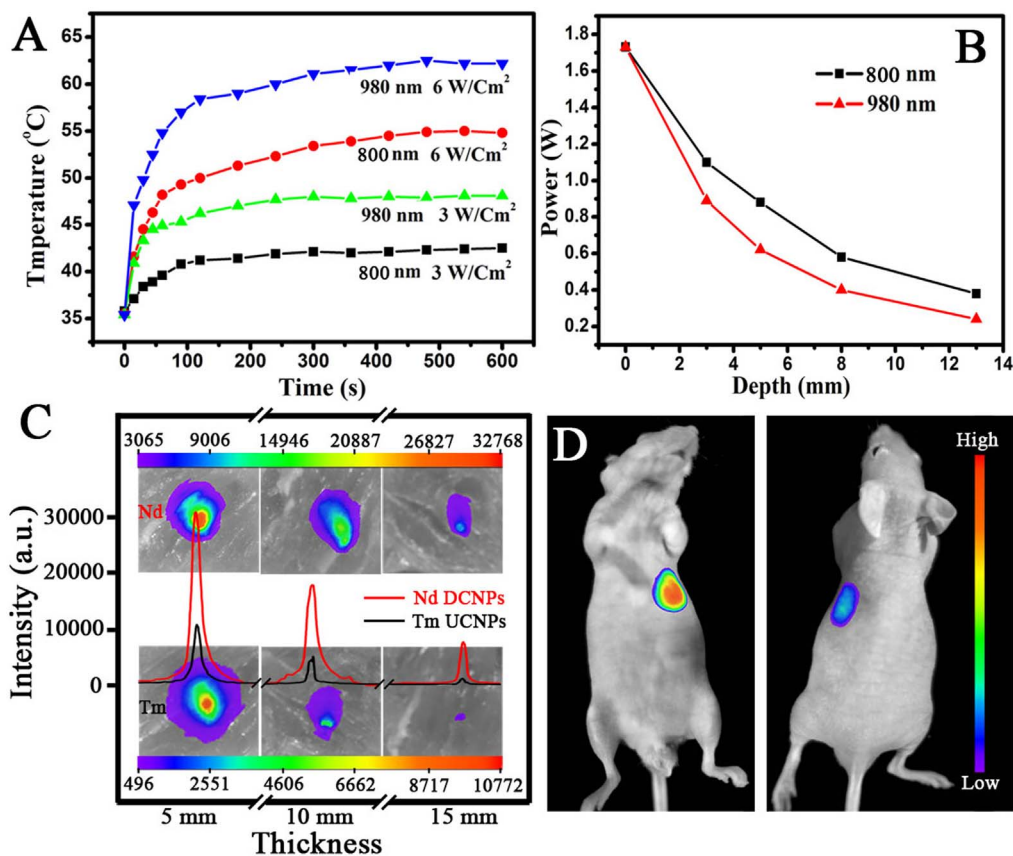 A
Tmperature (°C)
65
60
55
50
45
40
35
980 nm 6 W/Cm²
800 nm 6 W/Cm²
980 nm 3 W/Cm²
800 nm 3 W/Cm²
0 100 200 300 400 500 600
Time (s)
B
Power (W)
1.8
1.6
1.4
1.2
1.0
0.8
0.6
0.4
0.2
800 nm
980 nm
0 2 4 6 8 10 12 14
Depth (mm)
C
3065 9006 14946 20887 26827 32768
Intensity (a.u.)
30000
20000
10000
0
Nd
Nd DCNPs
Tm UCNPs
Tm
496 2551 4606 6662 8717 10772
5 mm 10 mm 15 mm
Thickness
D
High
Low